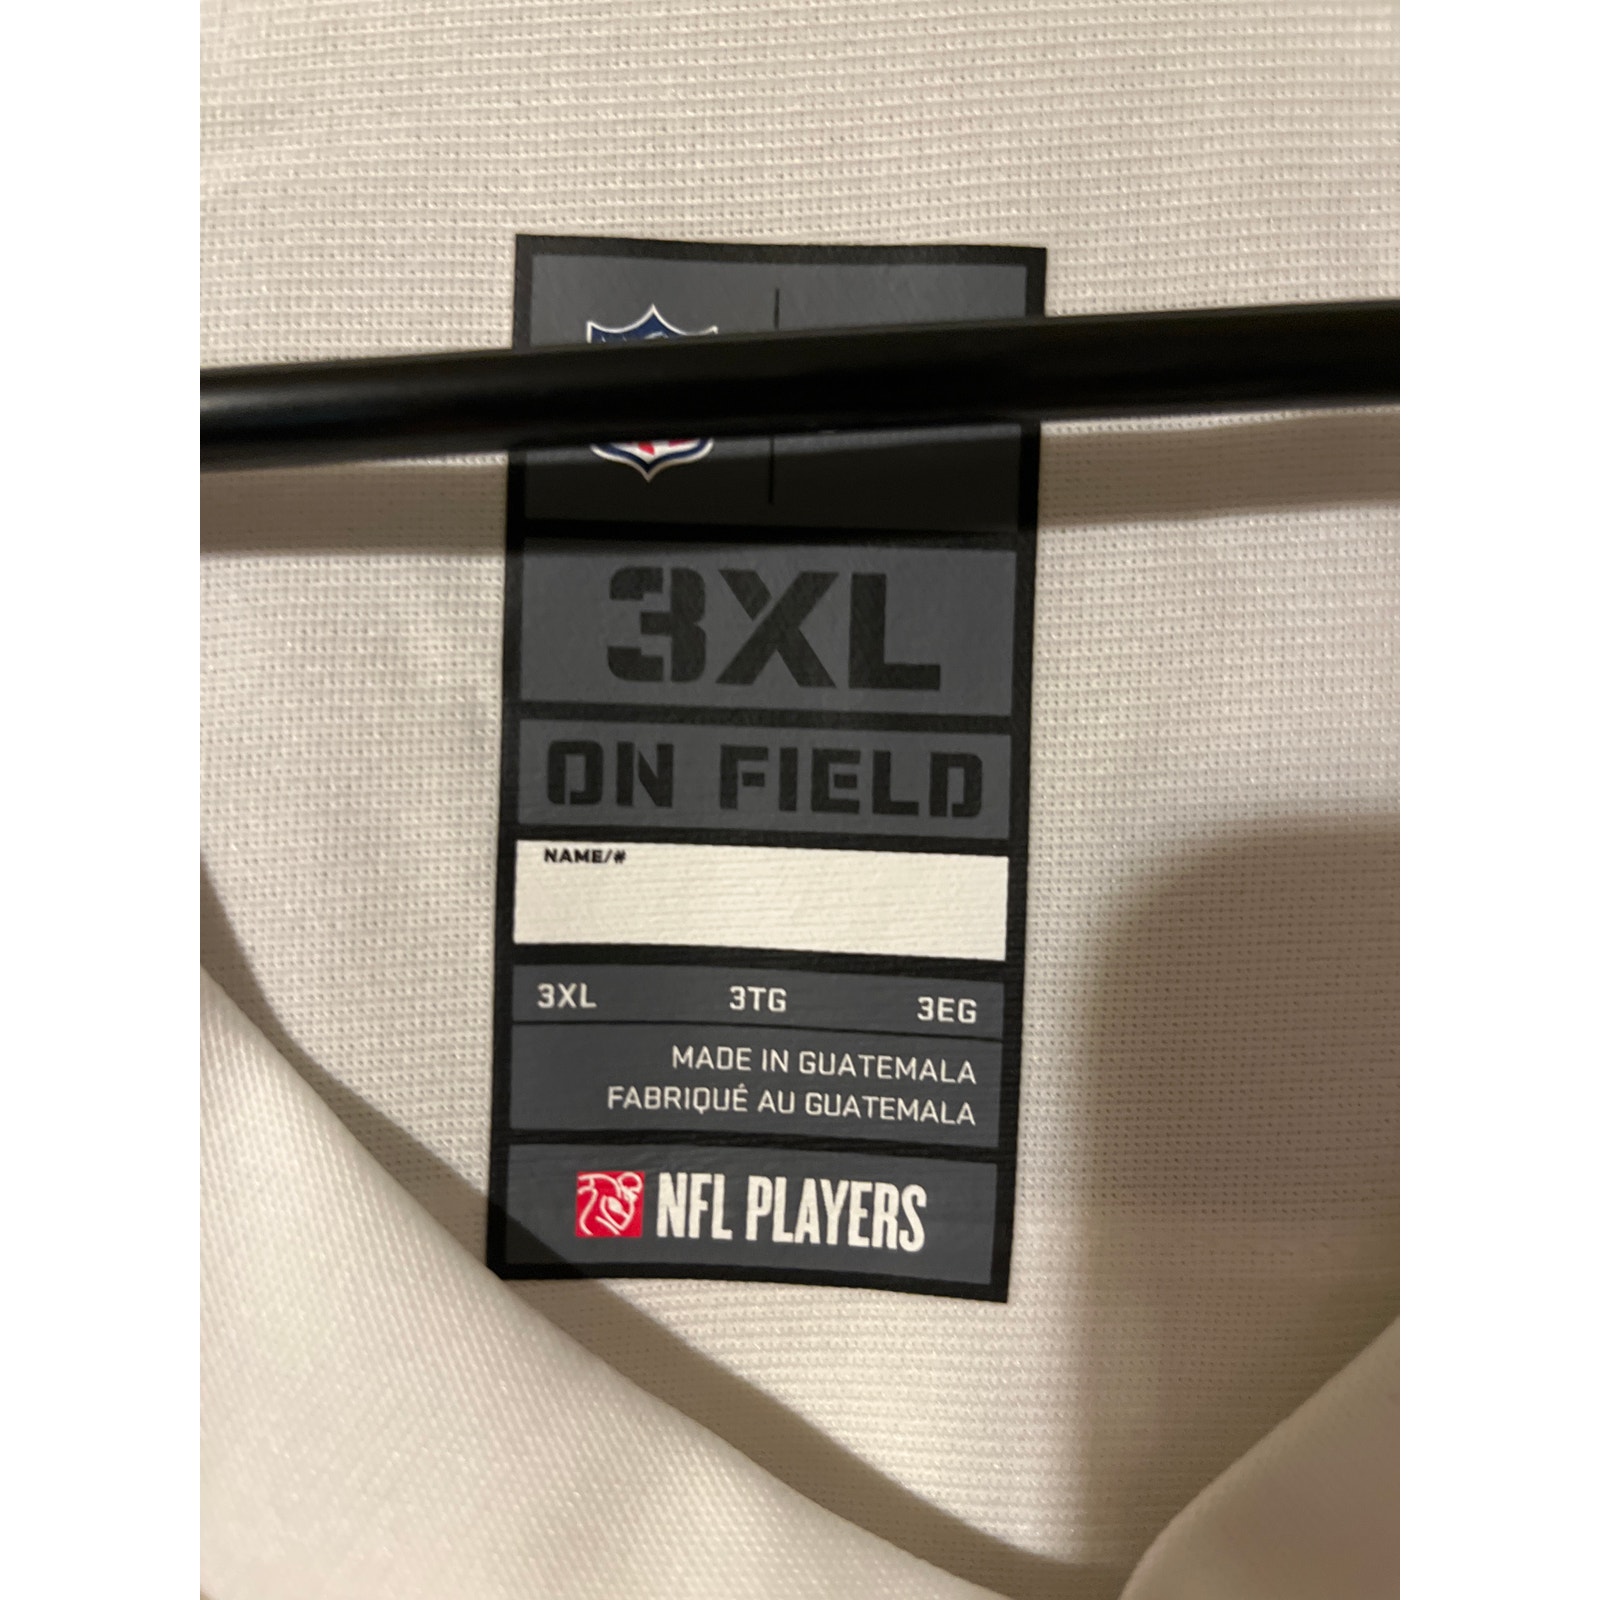 3XL
ON FIELD
NAME/#
3XL 3TG 3EG
MADE IN GUATEMALA
FABRIQUÉ AU GUATEMALA
NFL PLAYERS